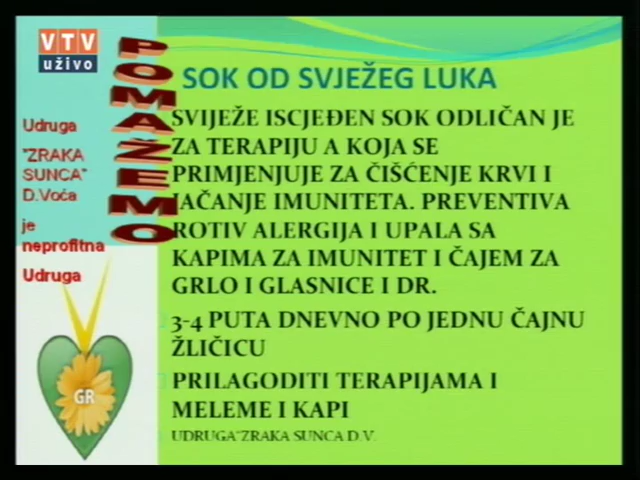 VTV
uživo
POMAŽEMO
Udruga
"ZRAKA
SUNCA"
D.Voća
je
neprofitna
Udruga
GR
SOK OD SVJEŽEG LUKA
SVIJEŽE ISCJEĐEN SOK ODLIČAN JE
ZA TERAPIJU A KOJA SE
PRIMJENJUJE ZA ČIŠĆENJE KRVI I
JAČANJE IMUNITETA. PREVENTIVA
ROTIV ALERGIJA I UPALA SA
KAPIMA ZA IMUNITET I ČAJEM ZA
GRLO I GLASNICE I DR.
3-4 PUTA DNEVNO PO JEDNU ČAJNU
ŽLIČICU
PRILAGODITI TERAPIJAMA I
MELEME I KAPI
UDRUGA"ZRAKA SUNCA D.V.